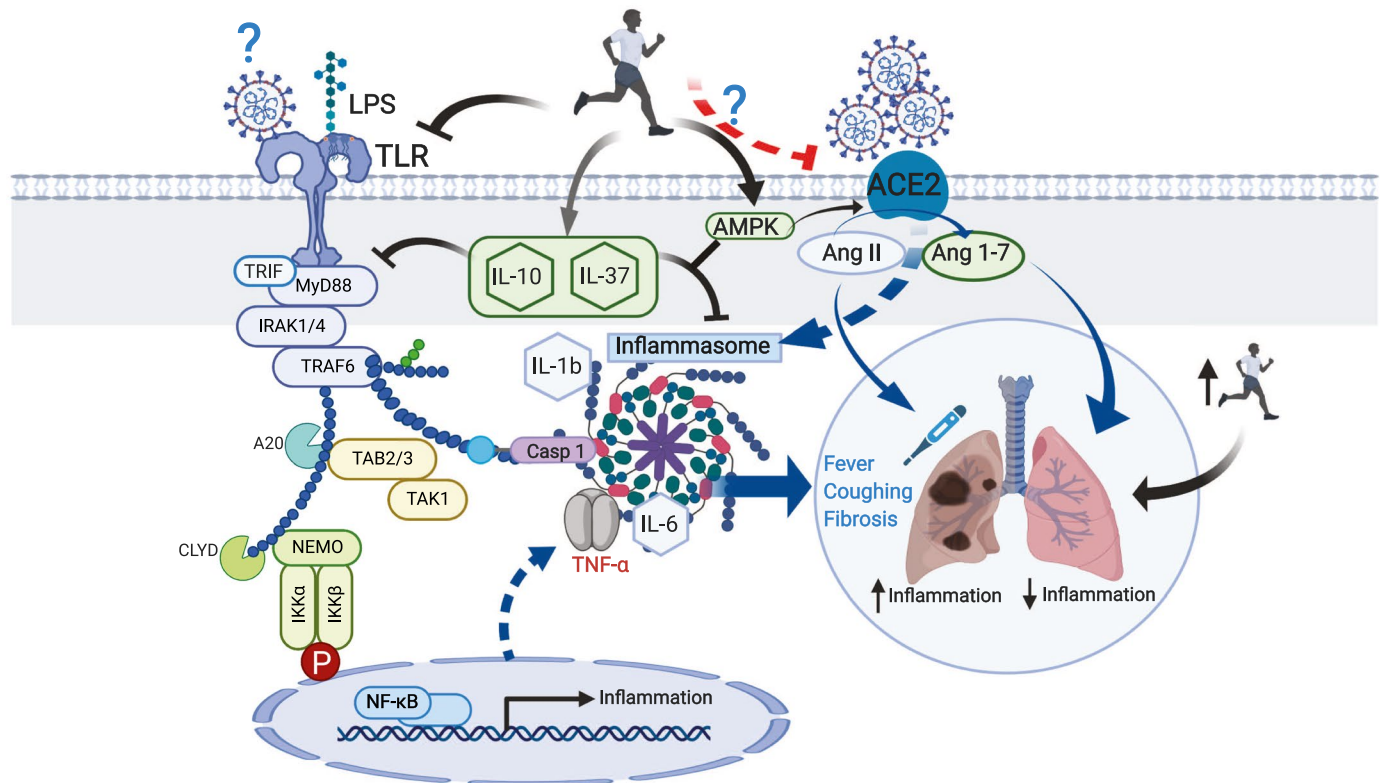 ?
LPS
TLR
?
ACE2
AMPK
Ang II
Ang 1-7
IL-10
IL-37
TRIF
MyD88
IRAK1/4
TRAF6
IL-1b
Inflammasome
A20
TAB2/3
TAK1
Casp 1
IL-6
TNF-α
Fever
Coughing
Fibrosis
CLYD
NEMO
IKKα
IKKβ
P
Inflammation
Inflammation
NF-κB
Inflammation